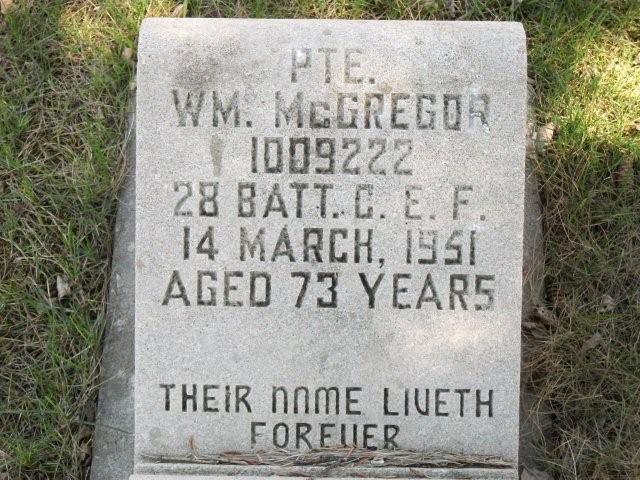 PTE.
WM. McGREGOR
1009222
28 BATT. C. E. F.
14 MARCH, 1951
AGED 73 YEARS
THEIR NAME LIVETH
FOREVER